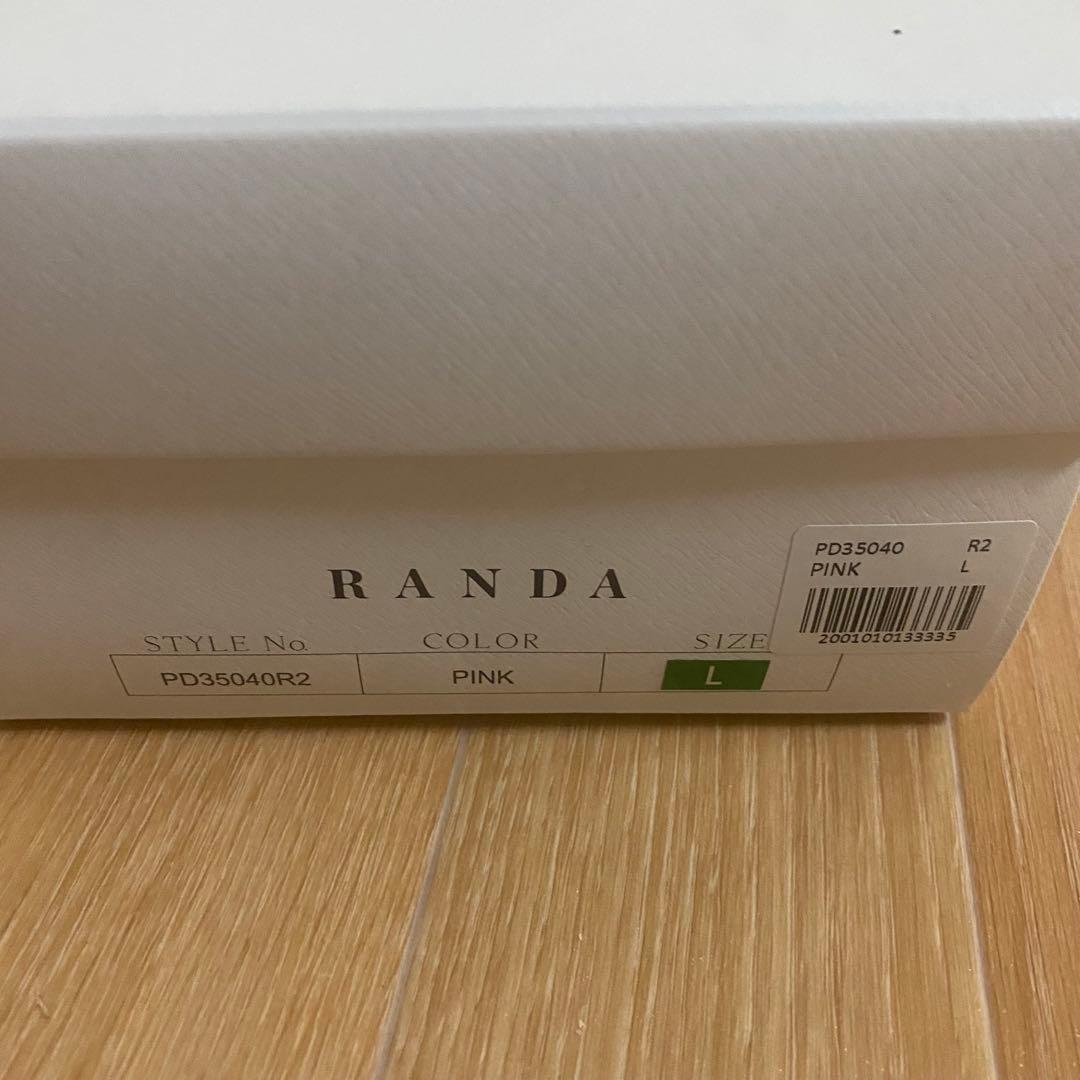 RANDA
STYLE No. COLOR SIZE
PD35040R2 PINK L
PD35040 R2
PINK L
2001010133335